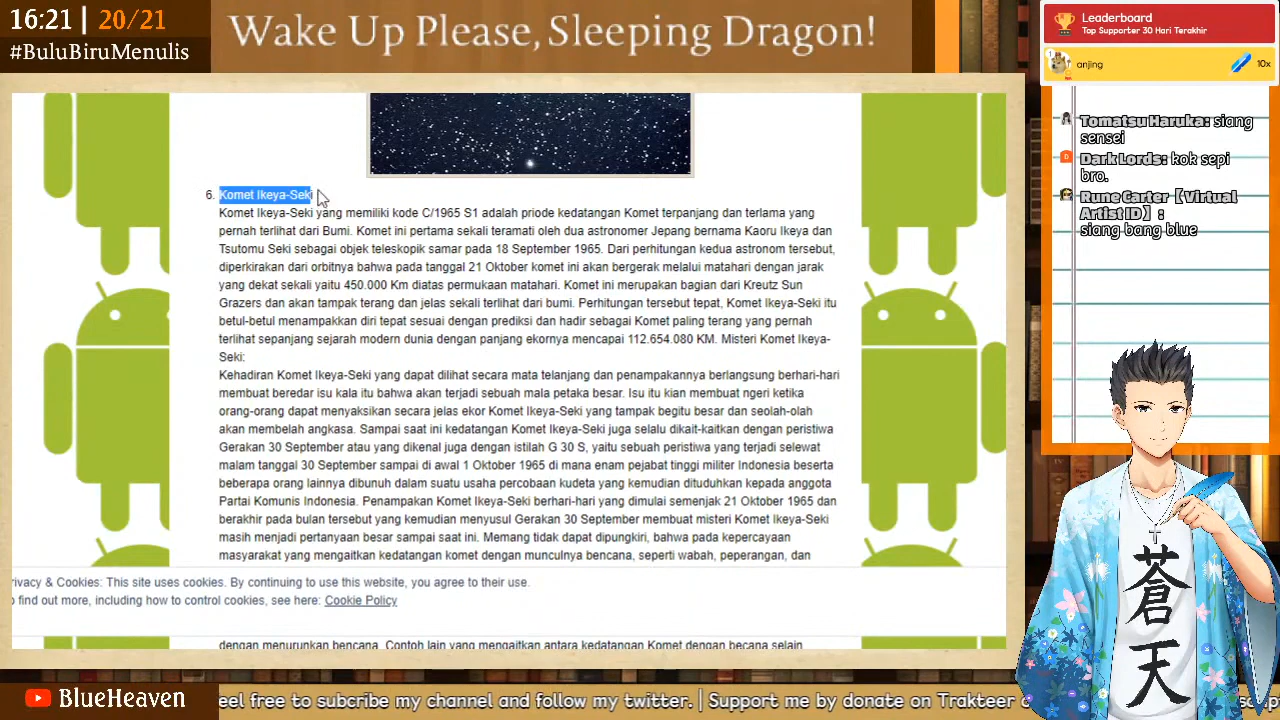 16:21 | 20/21
#BuluBiruMenulis
Wake Up Please, Sleeping Dragon!
Leaderboard
Top Supporter 30 Hari Terakhir
1
anjing
10x
Tomatsu Haruka: siang
sensei
Dark Lords: kok sepi
bro.
Rune Carter【Virtual
Artist ID】:
siang bang blue
6. Komet Ikeya-Seki
Komet Ikeya-Seki yang memiliki kode C/1965 S1 adalah priode kedatangan Komet terpanjang dan terlama yang
pernah terlihat dari Bumi. Komet ini pertama sekali teramati oleh dua astronomer Jepang bernama Kaoru Ikeya dan
Tsutomu Seki sebagai objek teleskopik samar pada 18 September 1965. Dari perhitungan kedua astronom tersebut,
diperkirakan dari orbitnya bahwa pada tanggal 21 Oktober komet ini akan bergerak melalui matahari dengan jarak
yang dekat sekali yaitu 450.000 Km diatas permukaan matahari. Komet ini merupakan bagian dari Kreutz Sun
Grazers dan akan tampak terang dan jelas sekali terlihat dari bumi. Perhitungan tersebut tepat, Komet Ikeya-Seki itu
betul-betul menampakkan diri tepat sesuai dengan prediksi dan hadir sebagai Komet paling terang yang pernah
terlihat sepanjang sejarah modern dunia dengan panjang ekornya mencapai 112.654.080 KM. Misteri Komet Ikeya-
Seki:
Kehadiran Komet Ikeya-Seki yang dapat dilihat secara mata telanjang dan penampakannya berlangsung berhari-hari
membuat beredar isu kala itu bahwa akan terjadi sebuah mala petaka besar. Isu itu kian membuat ngeri ketika
orang-orang dapat menyaksikan secara jelas ekor Komet Ikeya-Seki yang tampak begitu besar dan seolah-olah
akan membelah angkasa. Sampai saat ini kedatangan Komet Ikeya-Seki juga selalu dikait-kaitkan dengan peristiwa
Gerakan 30 September atau yang dikenal juga dengan istilah G 30 S, yaitu sebuah peristiwa yang terjadi selewat
malam tanggal 30 September sampai di awal 1 Oktober 1965 di mana enam pejabat tinggi militer Indonesia beserta
beberapa orang lainnya dibunuh dalam suatu usaha percobaan kudeta yang kemudian dituduhkan kepada anggota
Partai Komunis Indonesia. Penampakan Komet Ikeya-Seki berhari-hari yang dimulai semenjak 21 Oktober 1965 dan
berakhir pada bulan tersebut yang kemudian menyusul Gerakan 30 September membuat misteri Komet Ikeya-Seki
masih menjadi pertanyaan besar sampai saat ini. Memang tidak dapat dipungkiri, bahwa pada kepercayaan
masyarakat yang mengaitkan kedatangan komet dengan munculnya bencana, seperti wabah, peperangan, dan
rivacy & Cookies: This site uses cookies. By continuing to use this website, you agree to their use.
o find out more, including how to control cookies, see here: Cookie Policy
dengan menurunkan bencana. Contoh lain yang mengaitkan antara kedatangan Komet dengan becana selain
蒼
天
BlueHeaven
eel free to subcribe my channel and follow my twitter. | Support me by donate on Trakteer